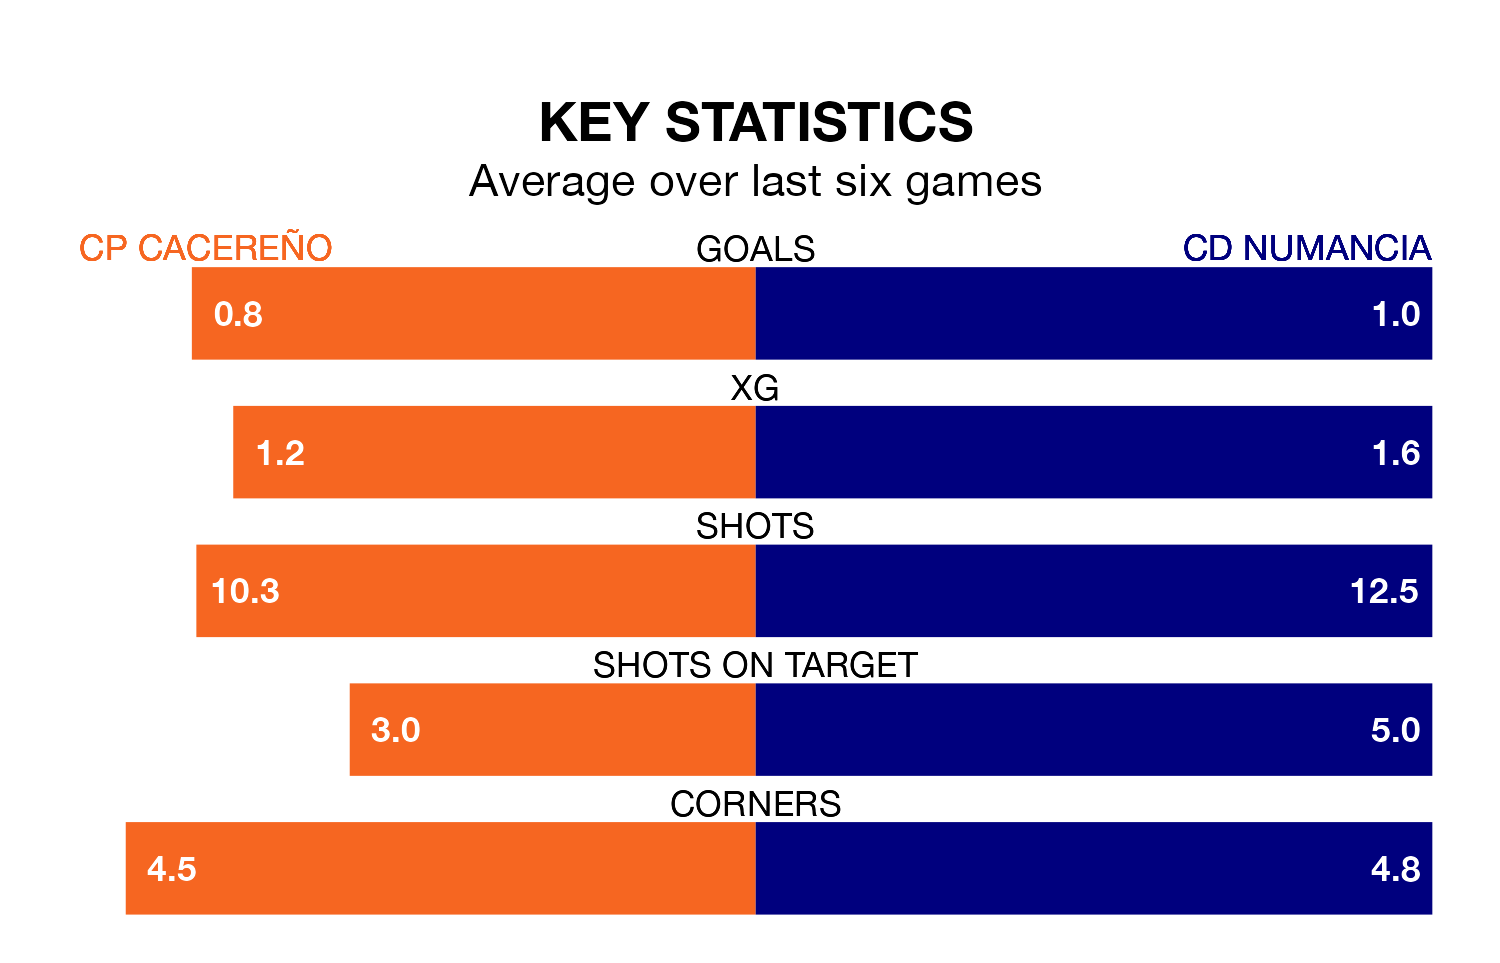 KEY STATISTICS
Average over last six games
CP CACEREÑO GOALS CD NUMANCIA
0.8 1.0
XG
1.2 1.6
SHOTS
10.3 12.5
SHOTS ON TARGET
3.0 5.0
CORNERS
4.5 4.8